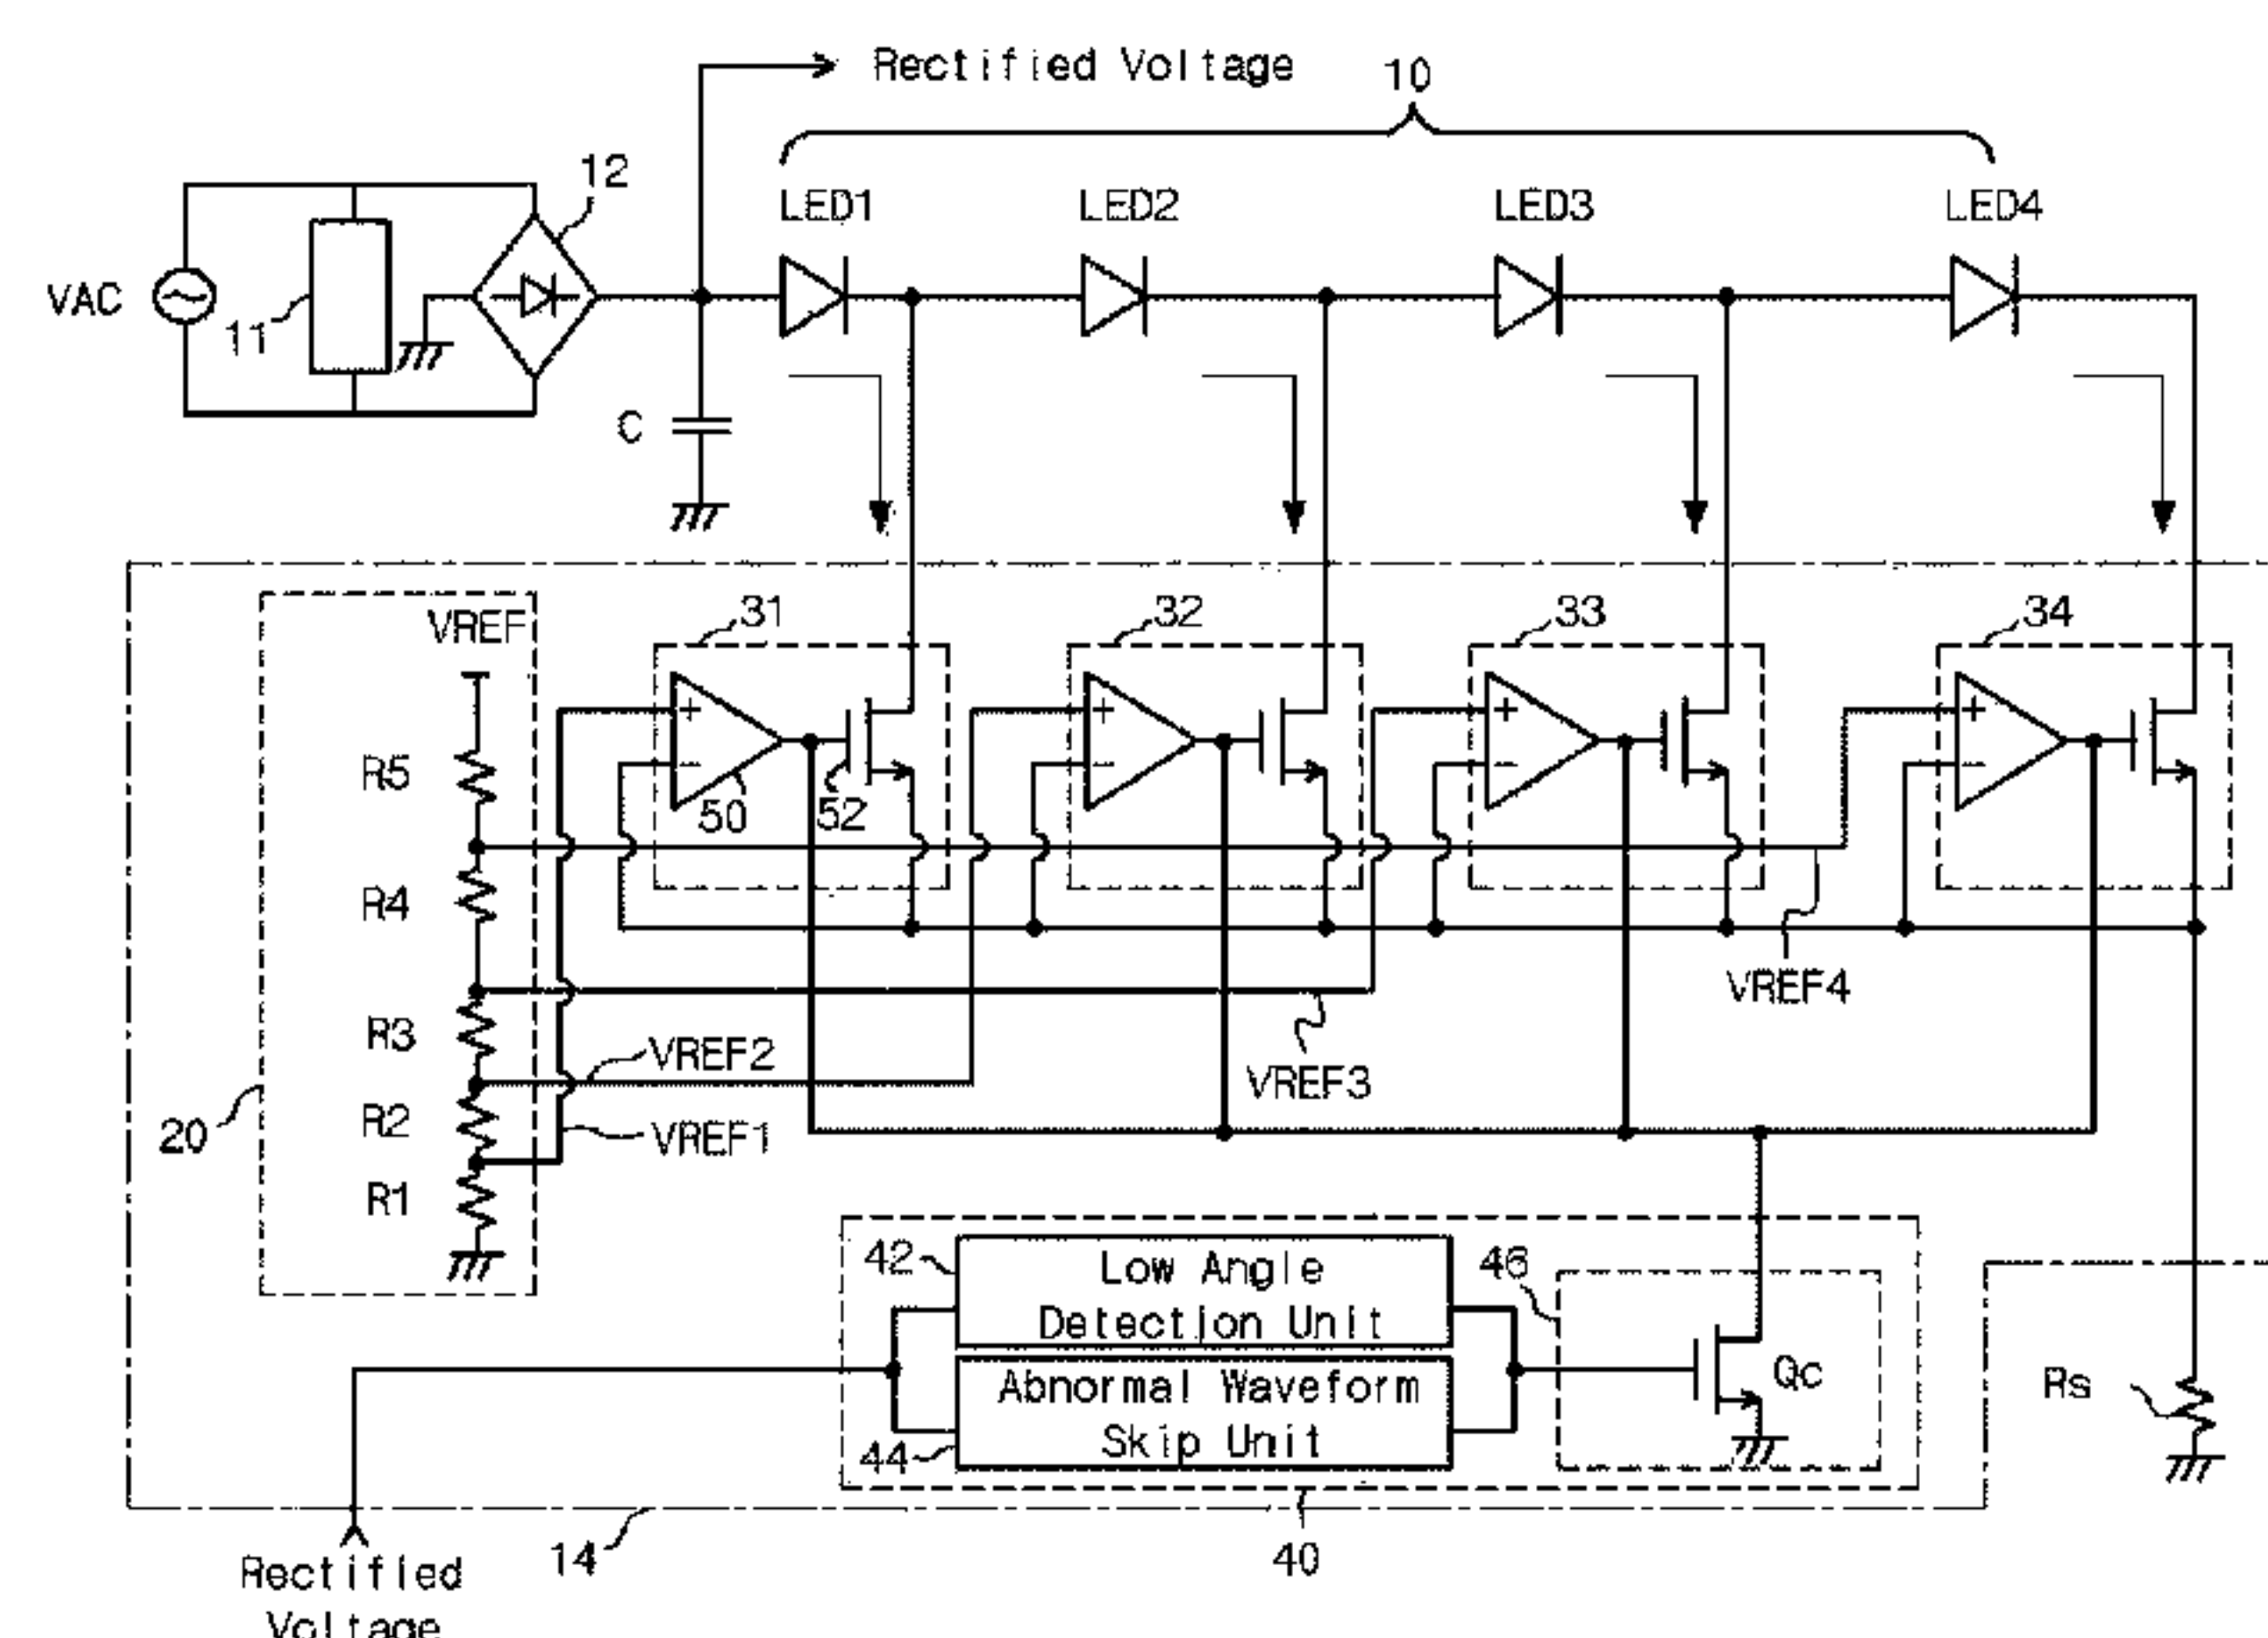 Rectified Voltage
10
12
LED1 LED2 LED3 LED4
VAC
11
C
VREF
31 32 33 34
+ + + +
- - - -
R5
50 52
R4
VREF4
R3
VREF2
VREF3
R2
20
VREF1
R1
42
Low Angle
Detection Unit
46
Abnormal Waveform
Skip Unit
44
Qc
Rs
14
40
Rectified
Voltage